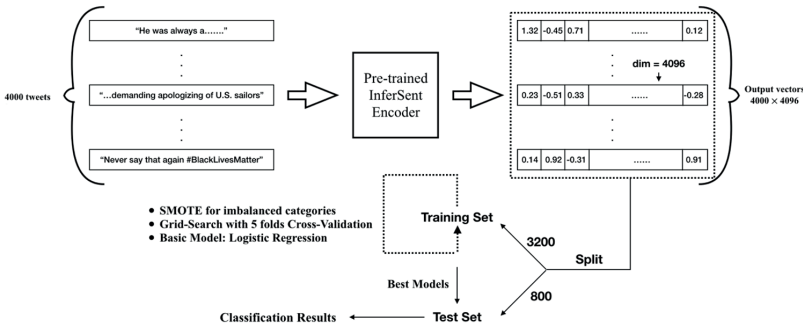 "He was always a……."
4000 tweets
"…demanding apologizing of U.S. sailors"
"Never say that again #BlackLivesMatter"
Pre-trained
InferSent
Encoder
1.32 -0.45 0.71 …… 0.12
dim = 4096
0.23 -0.51 0.33 …… -0.28
0.14 0.92 -0.31 …… 0.91
Output vectors
4000 × 4096
• SMOTE for imbalanced categories
• Grid-Search with 5 folds Cross-Validation
• Basic Model: Logistic Regression
Training Set
3200
Split
800
Best Models
Test Set
Classification Results